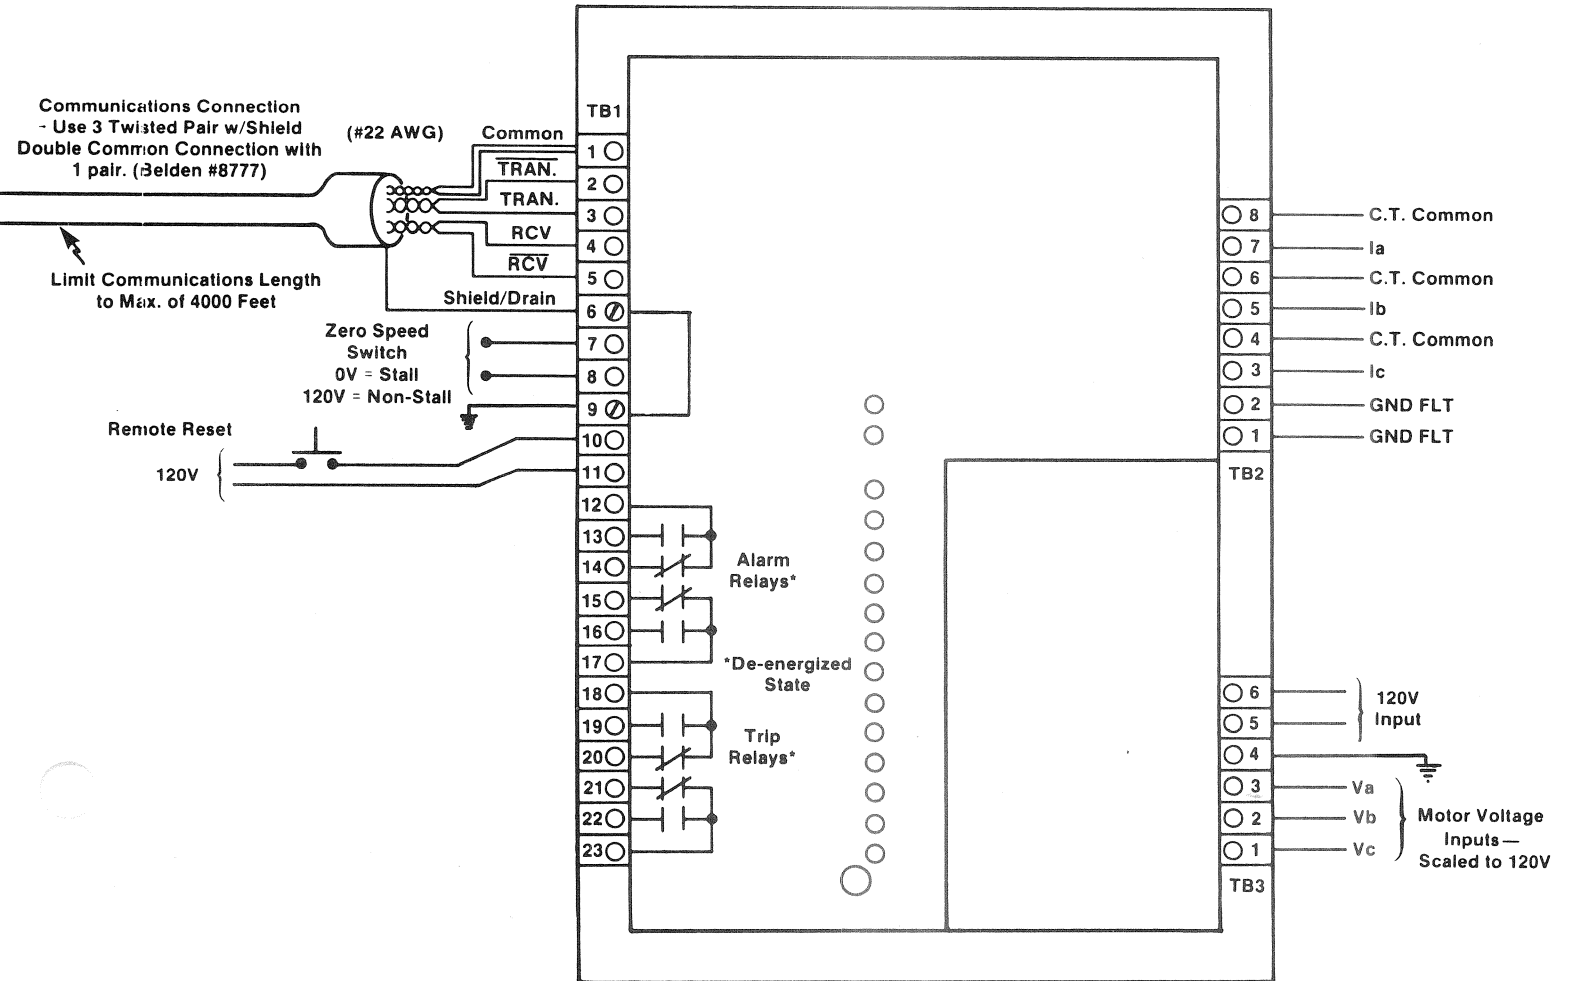 Communications Connection
- Use 3 Twisted Pair w/Shield
Double Common Connection with
1 pair. (Belden #8777)
(#22 AWG)
Limit Communications Length
to Max. of 4000 Feet
Common
TRAN.
TRAN.
RCV
RCV
Shield/Drain
Zero Speed
Switch
0V = Stall
120V = Non-Stall
Remote Reset
120V
TB1
1
2
3
4
5
6
7
8
9
10
11
12
13
14
15
16
17
18
19
20
21
22
23
Alarm
Relays*
*De-energized
State
Trip
Relays*
8 C.T. Common
7 Ia
6 C.T. Common
5 Ib
4 C.T. Common
3 Ic
2 GND FLT
1 GND FLT
TB2
6
5
120V
Input
4
3 Va
2 Vb
1 Vc
Motor Voltage
Inputs—
Scaled to 120V
TB3